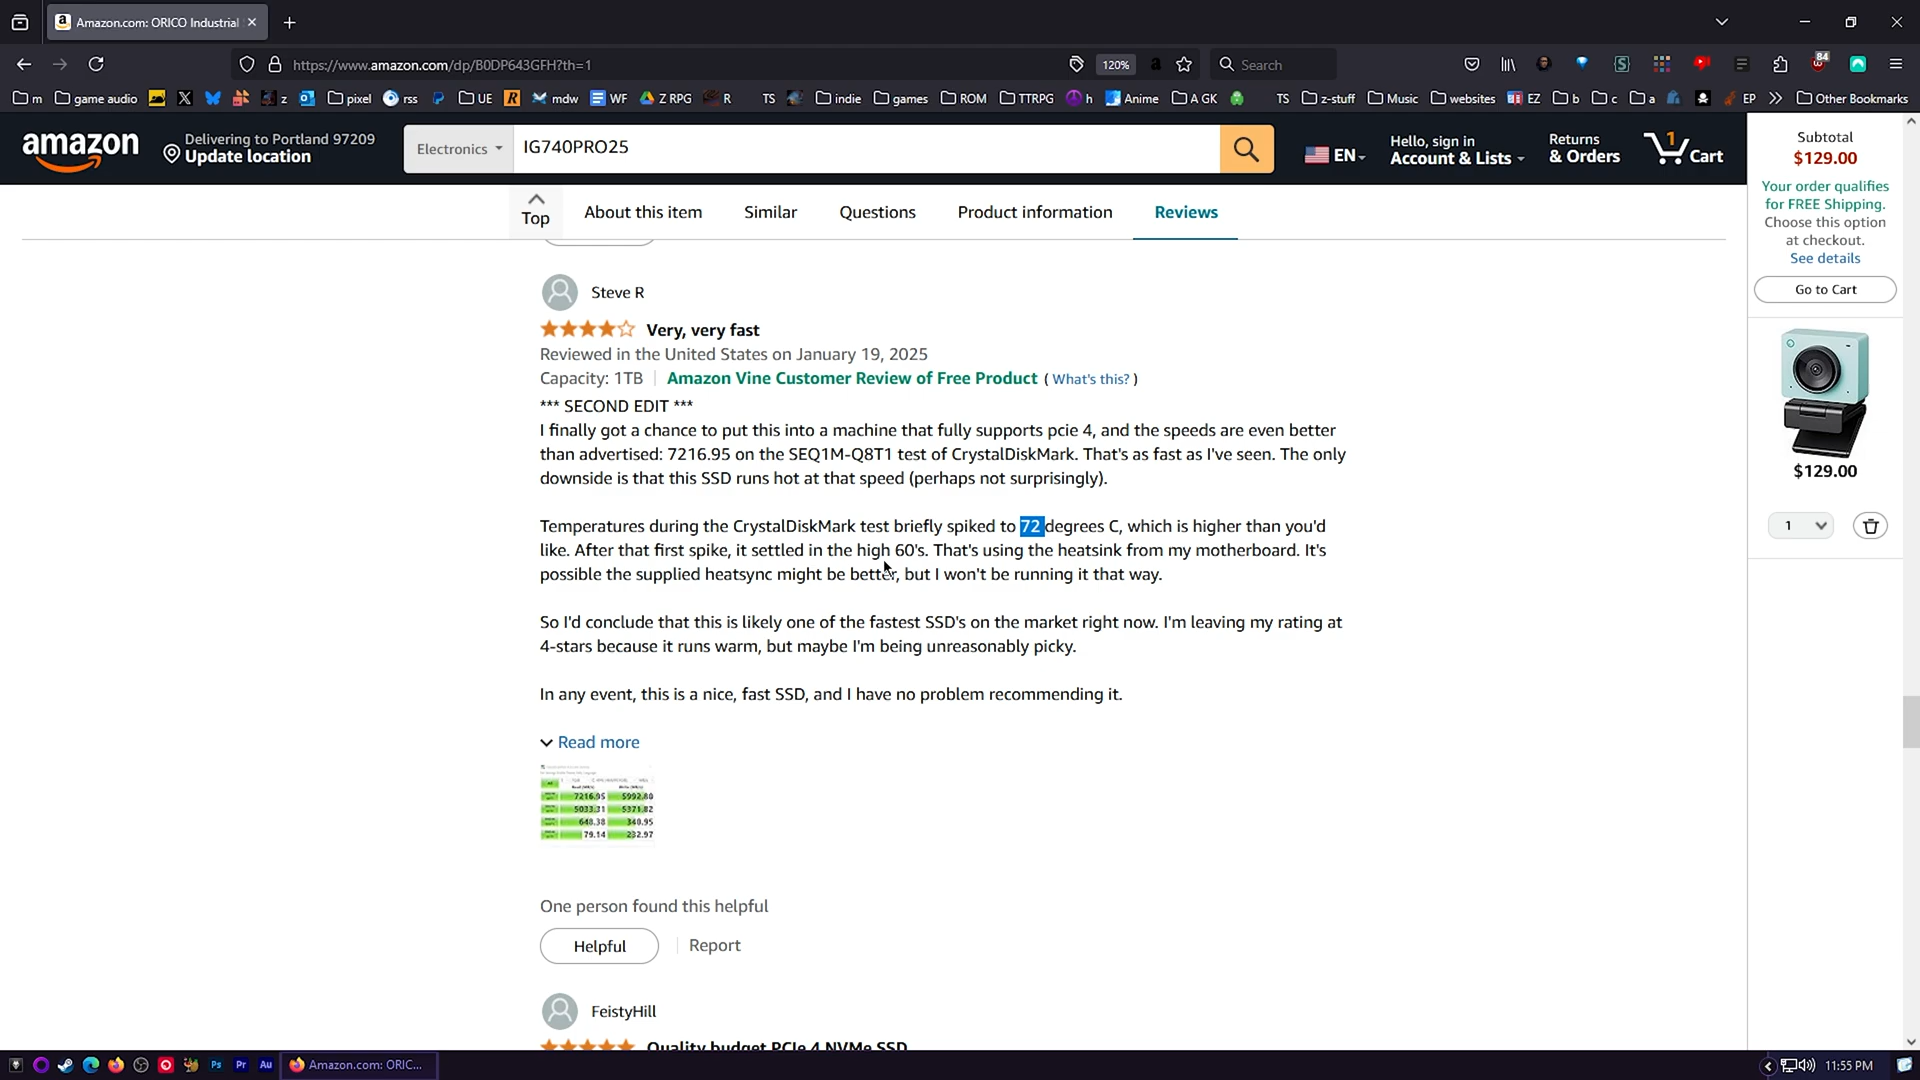 Amazon.com: ORICO Industrial
https://www.amazon.com/dp/B0DP643GFH?th=1
120%
Search
84
m
game audio
z
pixel
rss
UE
mdw
WF
Z RPG
R
TS
indie
games
ROM
TTRPG
h
Anime
A GK
TS
z-stuff
Music
websites
EZ
b
c
a
EP
Other Bookmarks
amazon
Delivering to Portland 97209
Update location
Electronics
IG740PRO25
EN
Hello, sign in
Account & Lists
Returns
& Orders
1
Cart
Subtotal
$129.00
Your order qualifies
for FREE Shipping.
Choose this option
at checkout.
See details
Go to Cart
$129.00
1
Top
About this item
Similar
Questions
Product information
Reviews
Steve R
Very, very fast
Reviewed in the United States on January 19, 2025
Capacity: 1TB | Amazon Vine Customer Review of Free Product ( What's this? )
*** SECOND EDIT ***
I finally got a chance to put this into a machine that fully supports pcie 4, and the speeds are even better
than advertised: 7216.95 on the SEQ1M-Q8T1 test of CrystalDiskMark. That's as fast as I've seen. The only
downside is that this SSD runs hot at that speed (perhaps not surprisingly).
Temperatures during the CrystalDiskMark test briefly spiked to 72 degrees C, which is higher than you'd
like. After that first spike, it settled in the high 60's. That's using the heatsink from my motherboard. It's
possible the supplied heatsync might be better, but I won't be running it that way.
So I'd conclude that this is likely one of the fastest SSD's on the market right now. I'm leaving my rating at
4-stars because it runs warm, but maybe I'm being unreasonably picky.
In any event, this is a nice, fast SSD, and I have no problem recommending it.
Read more
7216.95 5992.80
5033.31 5371.82
648.38 340.95
79.14 232.97
One person found this helpful
Helpful
Report
FeistyHill
Quality budget PCIe 4 NVMe SSD
Ps
Pr
Au
Amazon.com: ORIC...
11:55 PM